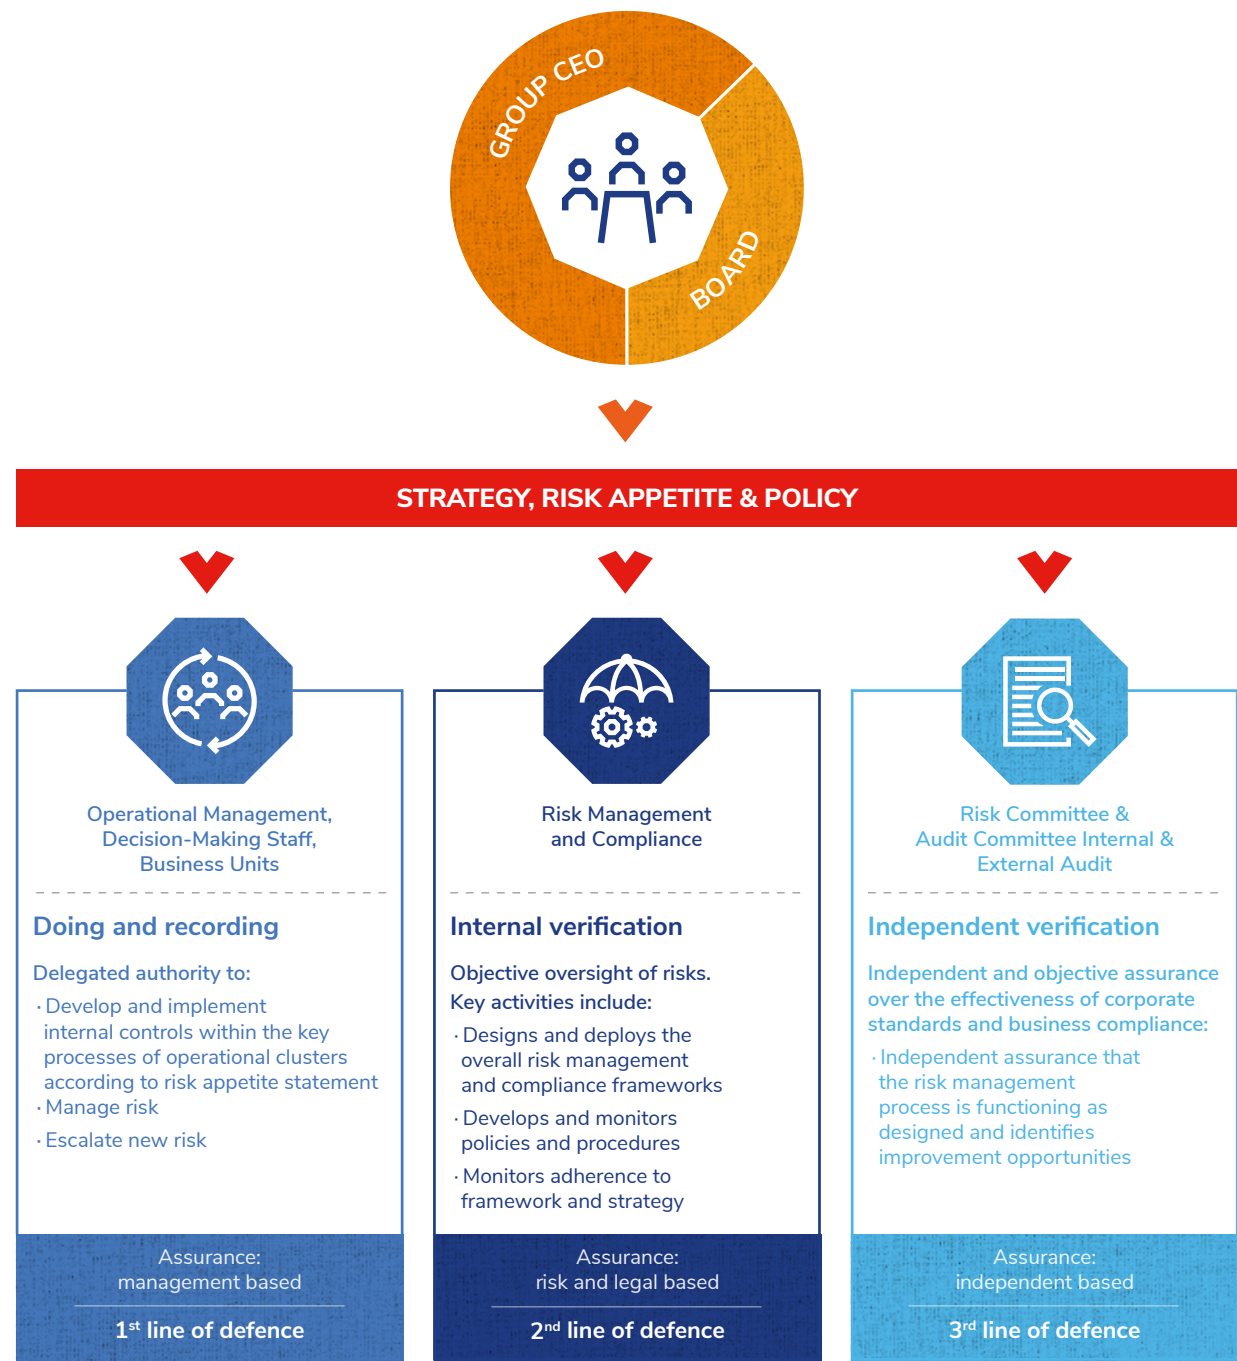 GROUP CEO
BOARD
STRATEGY, RISK APPETITE & POLICY
Operational Management,
Decision-Making Staff,
Business Units
Doing and recording
Delegated authority to:
· Develop and implement
internal controls within the key
processes of operational clusters
according to risk appetite statement
· Manage risk
· Escalate new risk
Assurance:
management based
1st line of defence
Risk Management
and Compliance
Internal verification
Objective oversight of risks.
Key activities include:
· Designs and deploys the
overall risk management
and compliance frameworks
· Develops and monitors
policies and procedures
· Monitors adherence to
framework and strategy
Assurance:
risk and legal based
2nd line of defence
Risk Committee &
Audit Committee Internal &
External Audit
Independent verification
Independent and objective assurance
over the effectiveness of corporate
standards and business compliance:
· Independent assurance that
the risk management
process is functioning as
designed and identifies
improvement opportunities
Assurance:
independent based
3rd line of defence